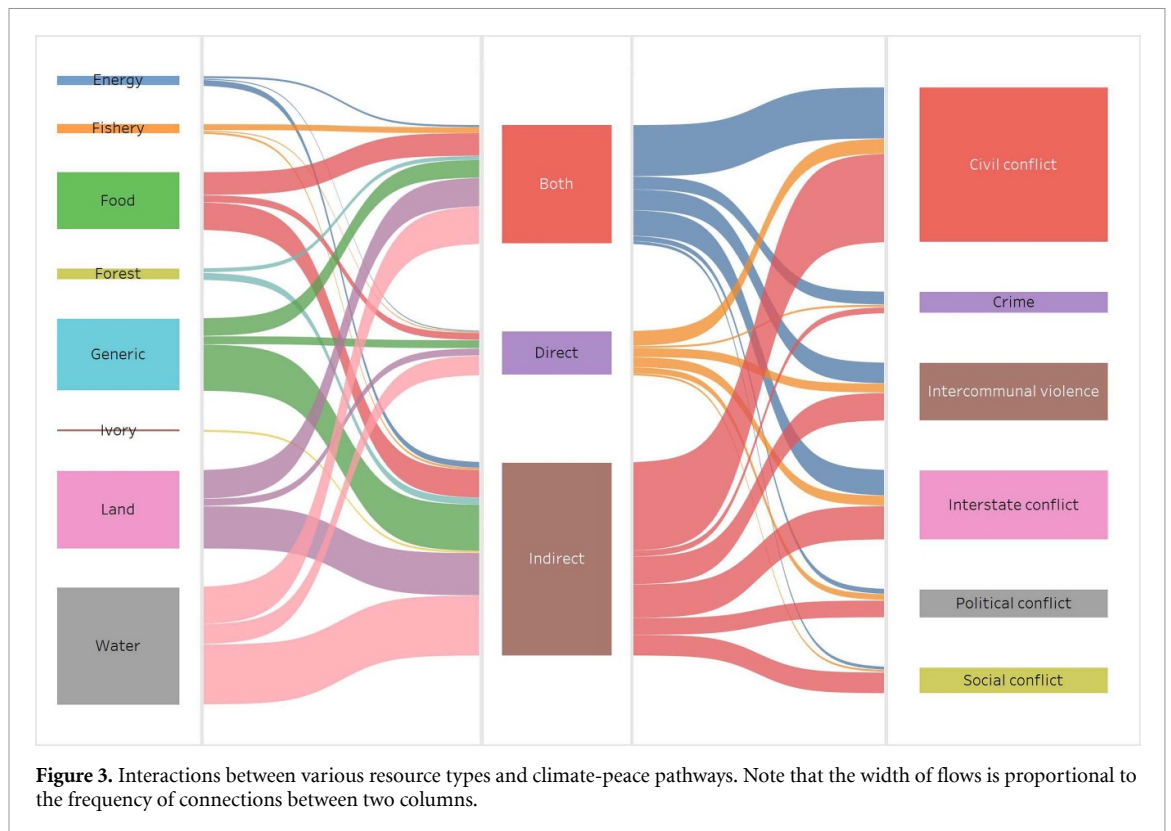 Energy
Fishery
Food
Forest
Generic
Ivory
Land
Water
Both
Direct
Indirect
Civil conflict
Crime
Intercommunal violence
Interstate conflict
Political conflict
Social conflict
Figure 3. Interactions between various resource types and climate-peace pathways. Note that the width of flows is proportional to
the frequency of connections between two columns.